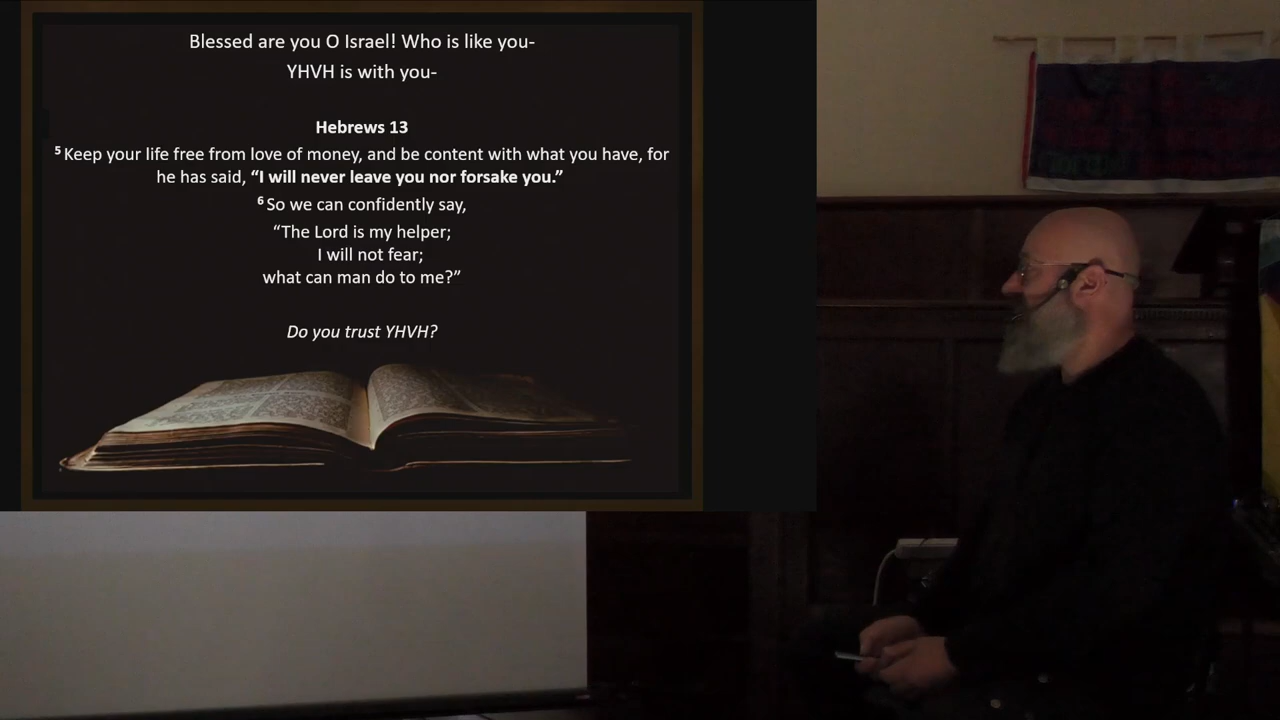 Blessed are you O Israel! Who is like you-
YHVH is with you-
Hebrews 13
5 Keep your life free from love of money, and be content with what you have, for
he has said, “I will never leave you nor forsake you.”
6 So we can confidently say,
“The Lord is my helper;
I will not fear;
what can man do to me?”
Do you trust YHVH?